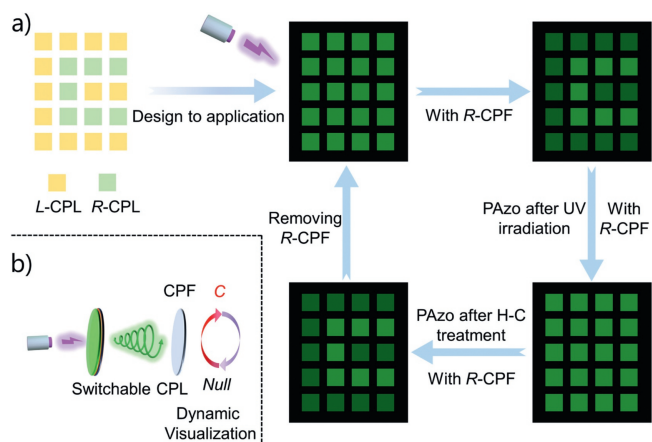 a)
Design to application
With R-CPF
L-CPL
R-CPL
PAzo after UV
irradiation
With
R-CPF
Removing
R-CPF
b)
CPF
C
Switchable CPL
Null
Dynamic
Visualization
PAzo after H-C
treatment
With R-CPF